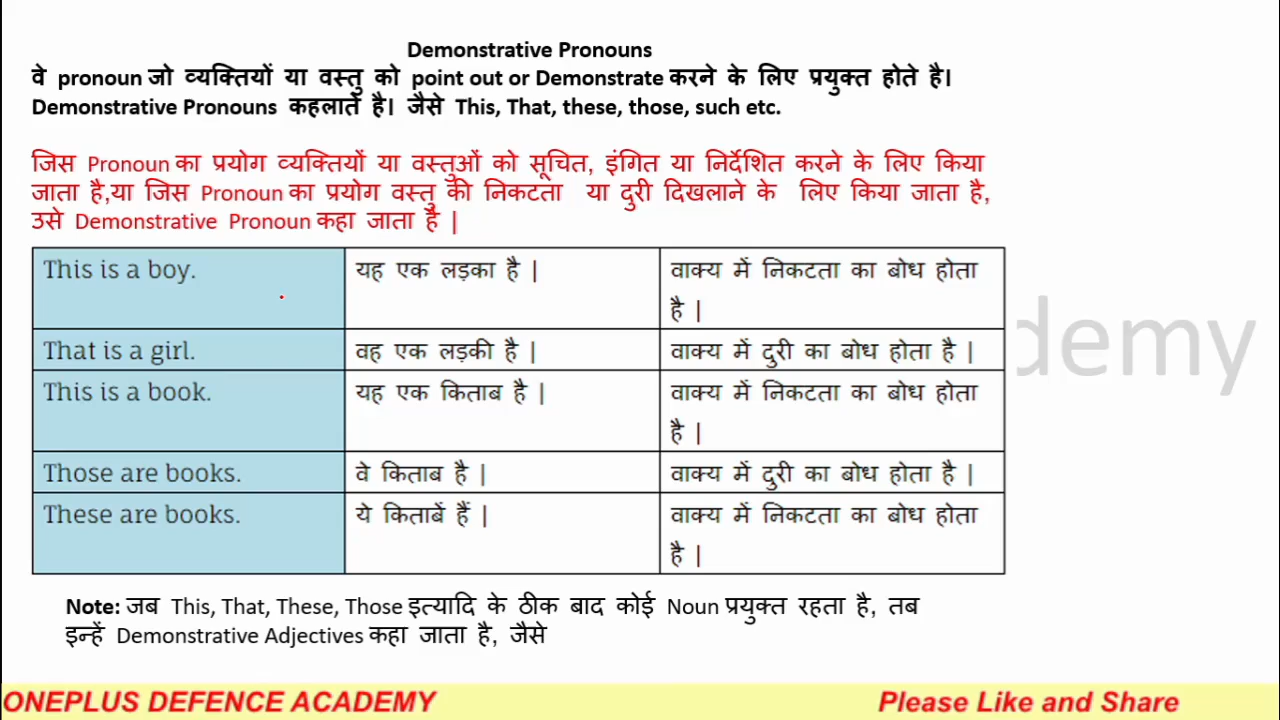 Demonstrative Pronouns
वे pronoun जो व्यक्तियों या वस्तु को point out or Demonstrate करने के लिए प्रयुक्त होते है।
Demonstrative Pronouns कहलाते है। जैसे This, That, these, those, such etc.
जिस Pronoun का प्रयोग व्यक्तियों या वस्तुओं को सूचित, इंगित या निर्देशित करने के लिए किया
जाता है,या जिस Pronoun का प्रयोग वस्तु की निकटता या दुरी दिखलाने के लिए किया जाता है,
उसे Demonstrative Pronoun कहा जाता है |
This is a boy. यह एक लड़का है | वाक्य में निकटता का बोध होता
है |
That is a girl. वह एक लड़की है | वाक्य में दुरी का बोध होता है |
This is a book. यह एक किताब है | वाक्य में निकटता का बोध होता
है |
Those are books. वे किताब है | वाक्य में दुरी का बोध होता है |
These are books. ये किताबें हैं | वाक्य में निकटता का बोध होता
है |
demy
Note: जब This, That, These, Those इत्यादि के ठीक बाद कोई Noun प्रयुक्त रहता है, तब
इन्हें Demonstrative Adjectives कहा जाता है, जैसे
ONEPLUS DEFENCE ACADEMY Please Like and Share